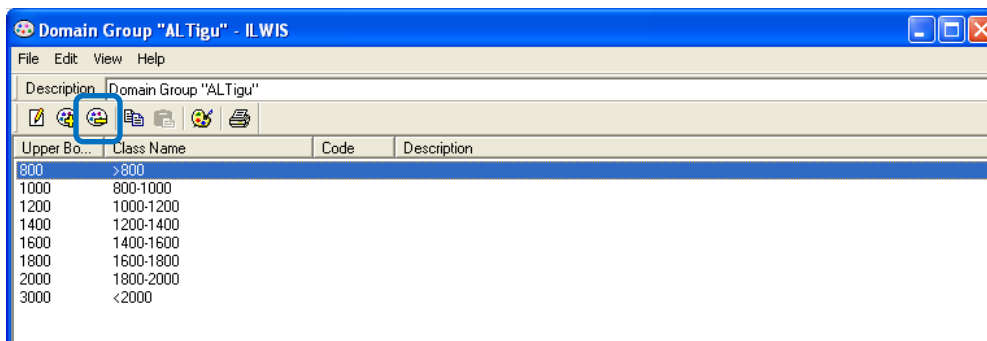 Domain Group "ALTigu" - ILWIS
File Edit View Help
Description Domain Group "ALTigu"
Upper Bo... Class Name Code Description
800 >800
1000 800-1000
1200 1000-1200
1400 1200-1400
1600 1400-1600
1800 1600-1800
2000 1800-2000
3000 <2000